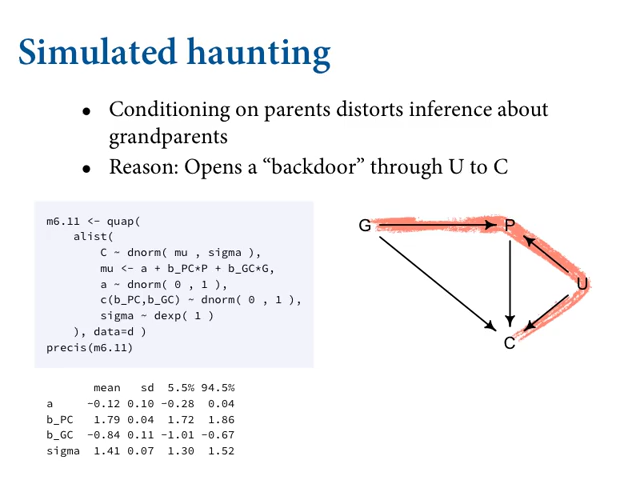 Simulated haunting
• Conditioning on parents distorts inference about
grandparents
• Reason: Opens a “backdoor” through U to C
m6.11 <- quap(
    alist(
        C ~ dnorm( mu , sigma ),
        mu <- a + b_PC*P + b_GC*G,
        a ~ dnorm( 0 , 1 ),
        c(b_PC,b_GC) ~ dnorm( 0 , 1 ),
        sigma ~ dexp( 1 )
    ), data=d )
precis(m6.11)
       mean   sd  5.5% 94.5%
a     -0.12 0.10 -0.28  0.04
b_PC   1.79 0.04  1.72  1.86
b_GC  -0.84 0.11 -1.01 -0.67
sigma  1.41 0.07  1.30  1.52
G P
U
C